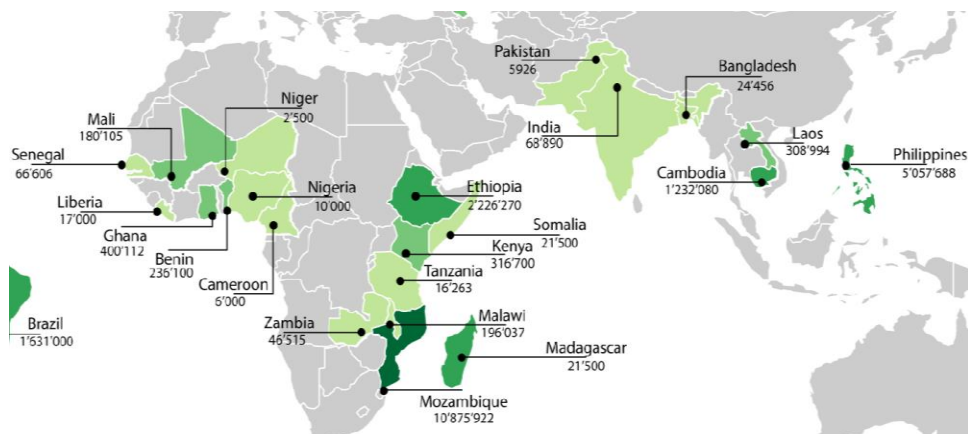 Pakistan
5926
Bangladesh
24’456
Niger
2’500
Mali
180’105
India
68’890
Laos
308’994
Senegal
66’606
Philippines
5’057’688
Cambodia
1’232’080
Nigeria
10’000
Ethiopia
2’226’270
Liberia
17’000
Somalia
21’500
Ghana
400’112
Kenya
316’700
Benin
236’100
Tanzania
16’263
Cameroon
6’000
Malawi
196’037
Brazil
1’531’000
Zambia
46’515
Madagascar
21’500
Mozambique
10’875’922